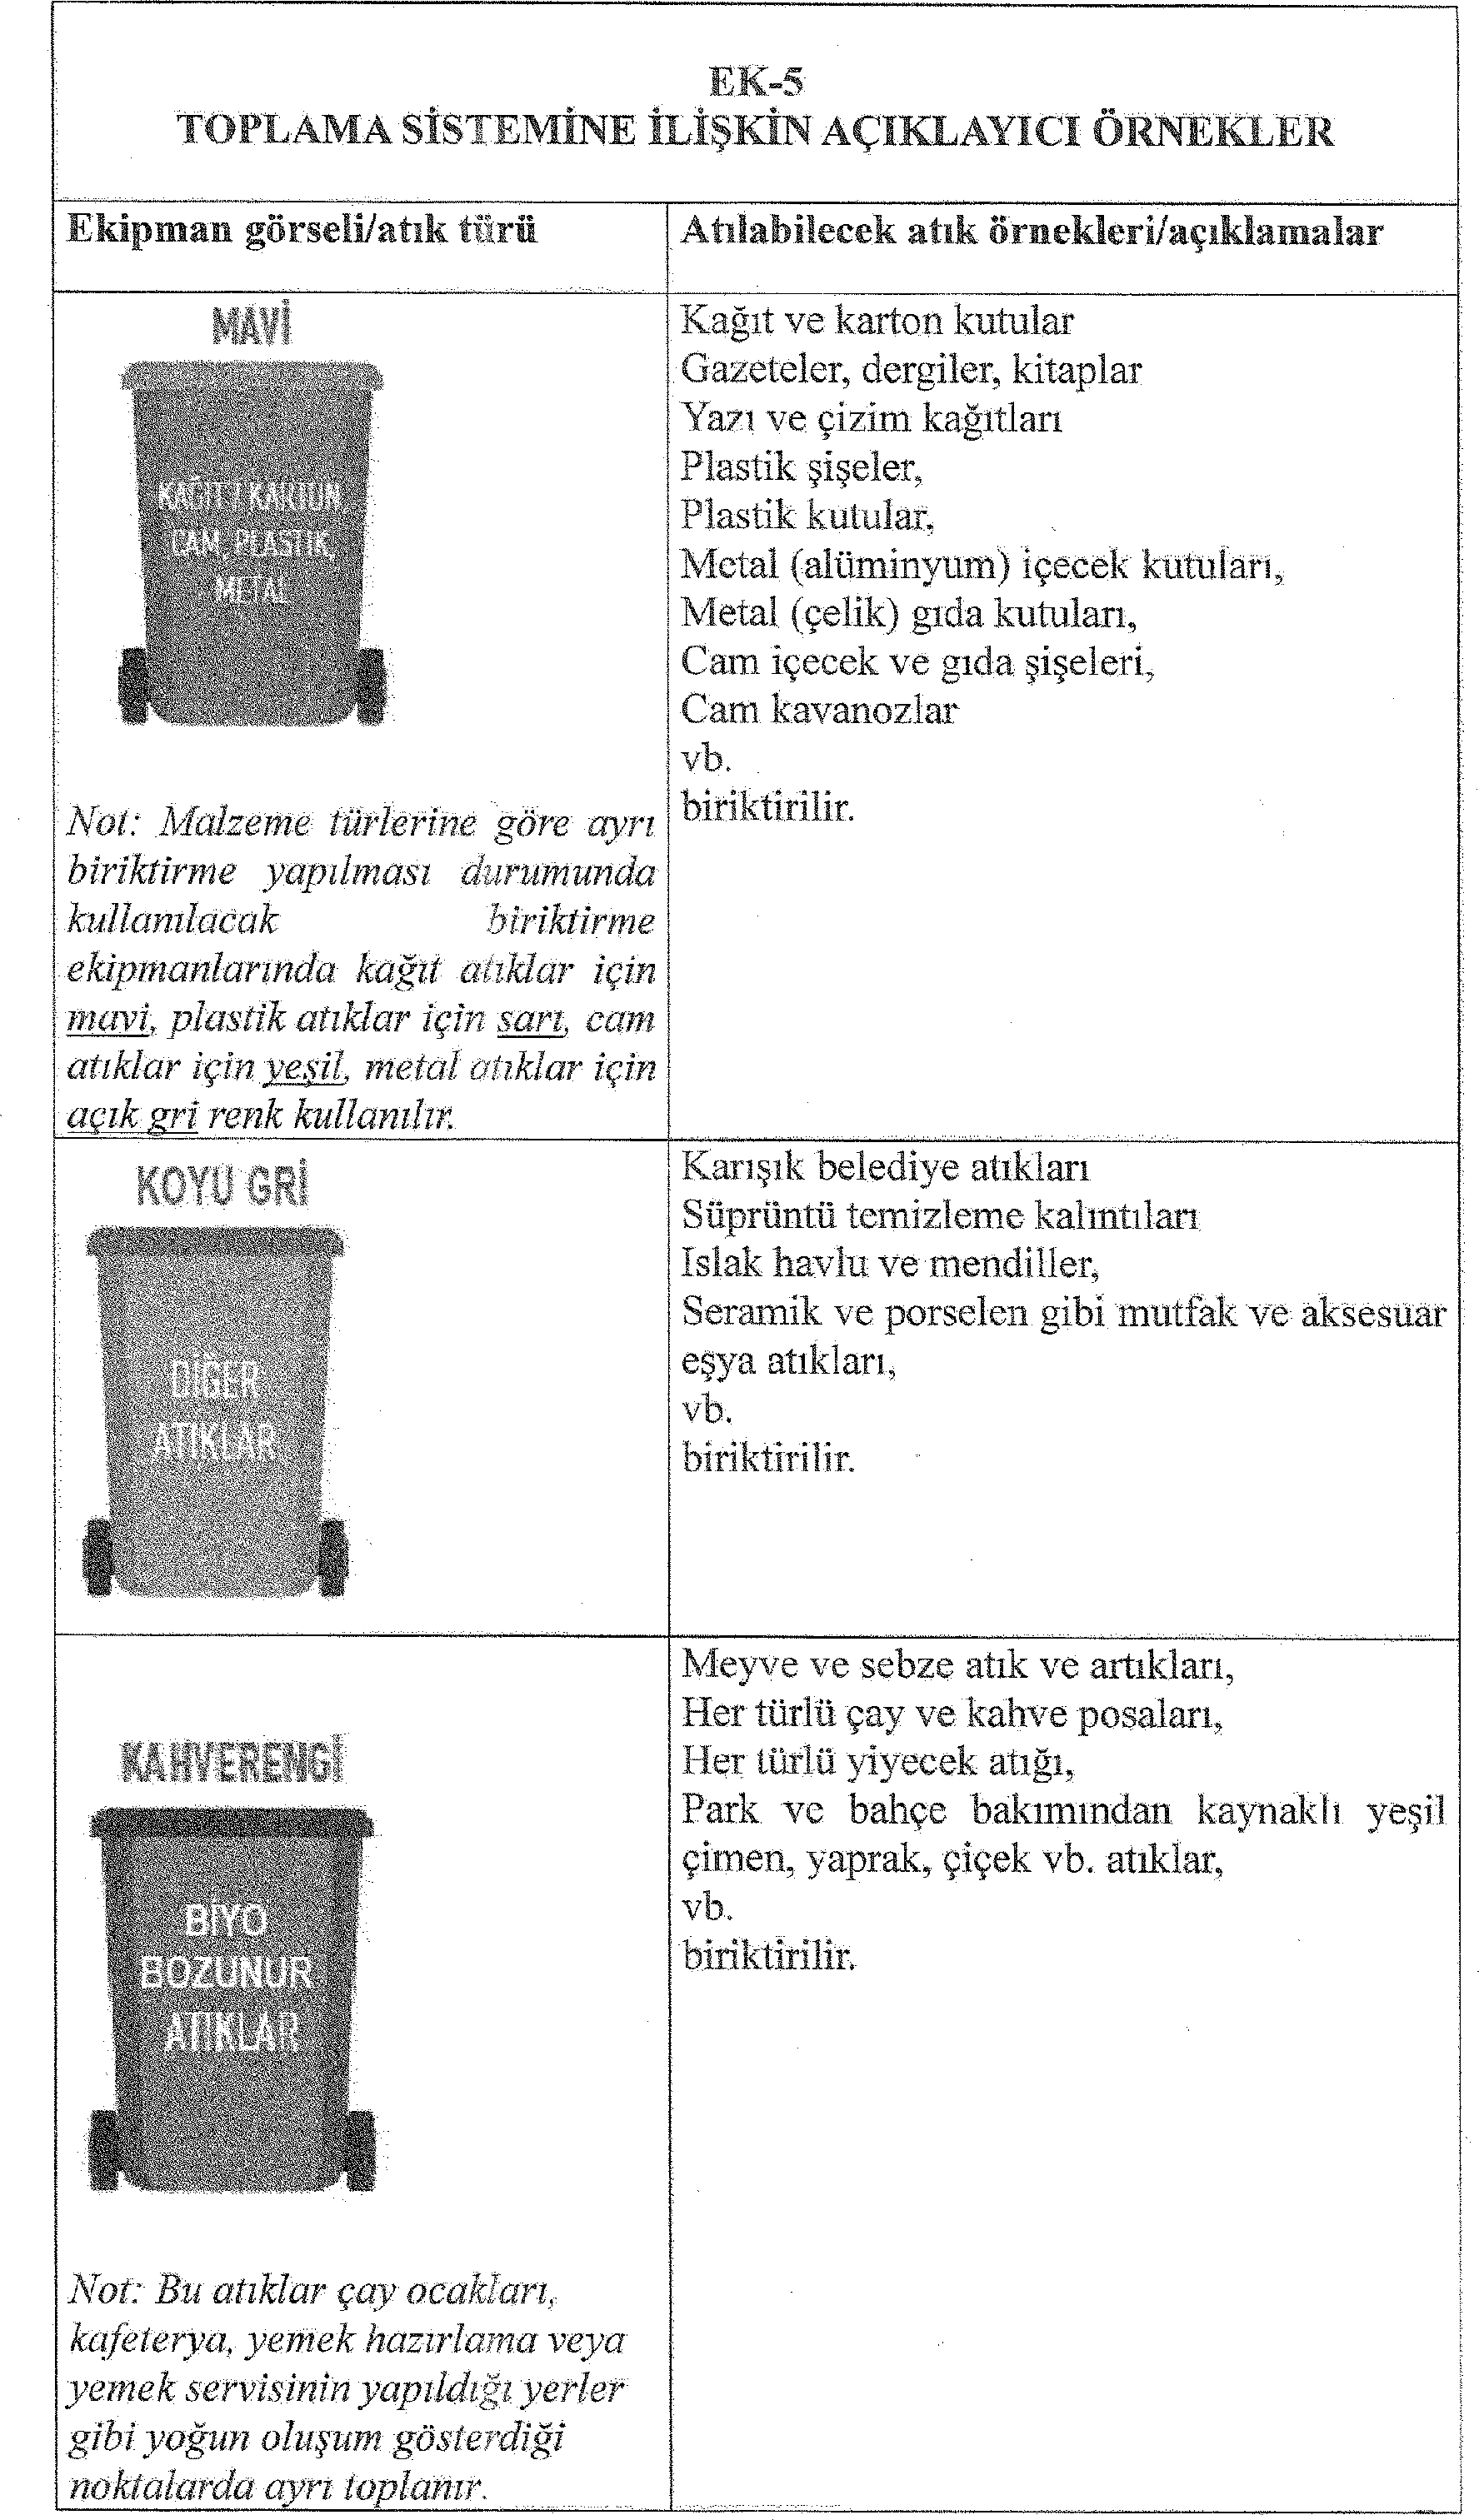 EK-5
TOPLAMA SİSTEMİNE İLİŞKİN AÇIKLAYICI ÖRNEKLER
Ekipman görseli/atık türü
Atılabilecek atık örnekleri/açıklamalar
MAVİ
KAĞIT / KARTON
CAM, PLASTİK,
METAL
Not: Malzeme türlerine göre ayrı
biriktirme yapılması durumunda
kullanılacak biriktirme
ekipmanlarında kağıt atıklar için
mavi, plastik atıklar için sarı, cam
atıklar için yeşil, metal atıklar için
açık gri renk kullanılır.
Kağıt ve karton kutular
Gazeteler, dergiler, kitaplar
Yazı ve çizim kağıtları
Plastik şişeler,
Plastik kutular,
Metal (alüminyum) içecek kutuları,
Metal (çelik) gıda kutuları,
Cam içecek ve gıda şişeleri,
Cam kavanozlar
vb.
biriktirilir.
KOYU GRİ
DİĞER
ATIKLAR
Karışık belediye atıkları
Süprüntü temizleme kalıntıları
Islak havlu ve mendiller,
Seramik ve porselen gibi mutfak ve aksesuar
eşya atıkları,
vb.
biriktirilir.
KAHVERENGİ
BİYO
BOZUNUR
ATIKLAR
Not: Bu atıklar çay ocakları,
kafeterya, yemek hazırlama veya
yemek servisinin yapıldığı yerler
gibi yoğun oluşum gösterdiği
noktalarda ayrı toplanır.
Meyve ve sebze atık ve artıkları,
Her türlü çay ve kahve posaları,
Her türlü yiyecek atığı,
Park ve bahçe bakımından kaynaklı yeşil
çimen, yaprak, çiçek vb. atıklar,
vb.
biriktirilir.